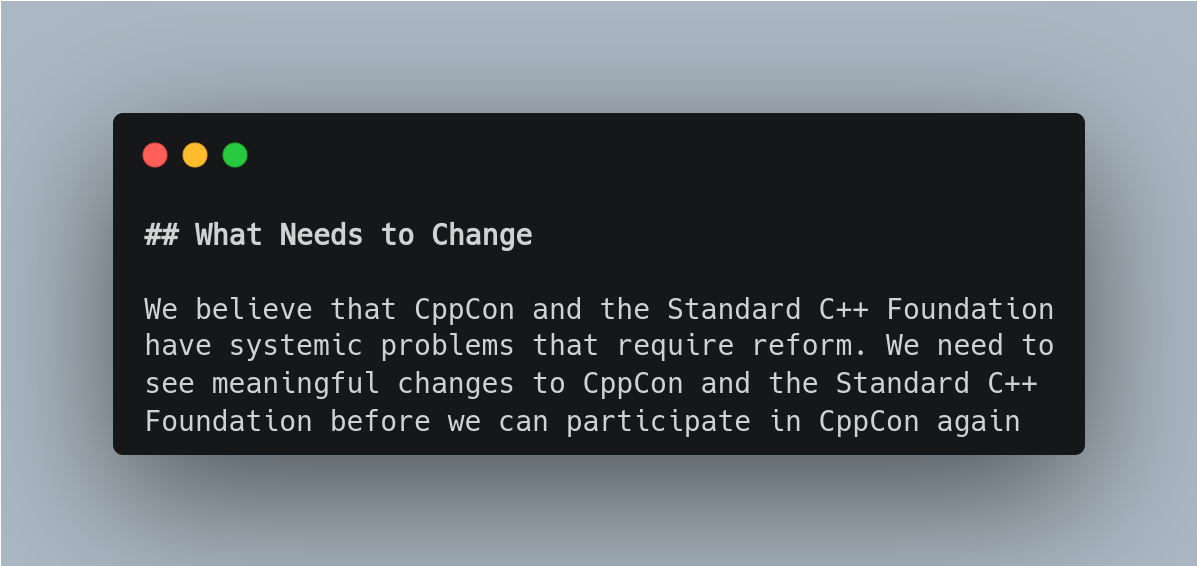 ## What Needs to Change
We believe that CppCon and the Standard C++ Foundation
have systemic problems that require reform. We need to
see meaningful changes to CppCon and the Standard C++
Foundation before we can participate in CppCon again